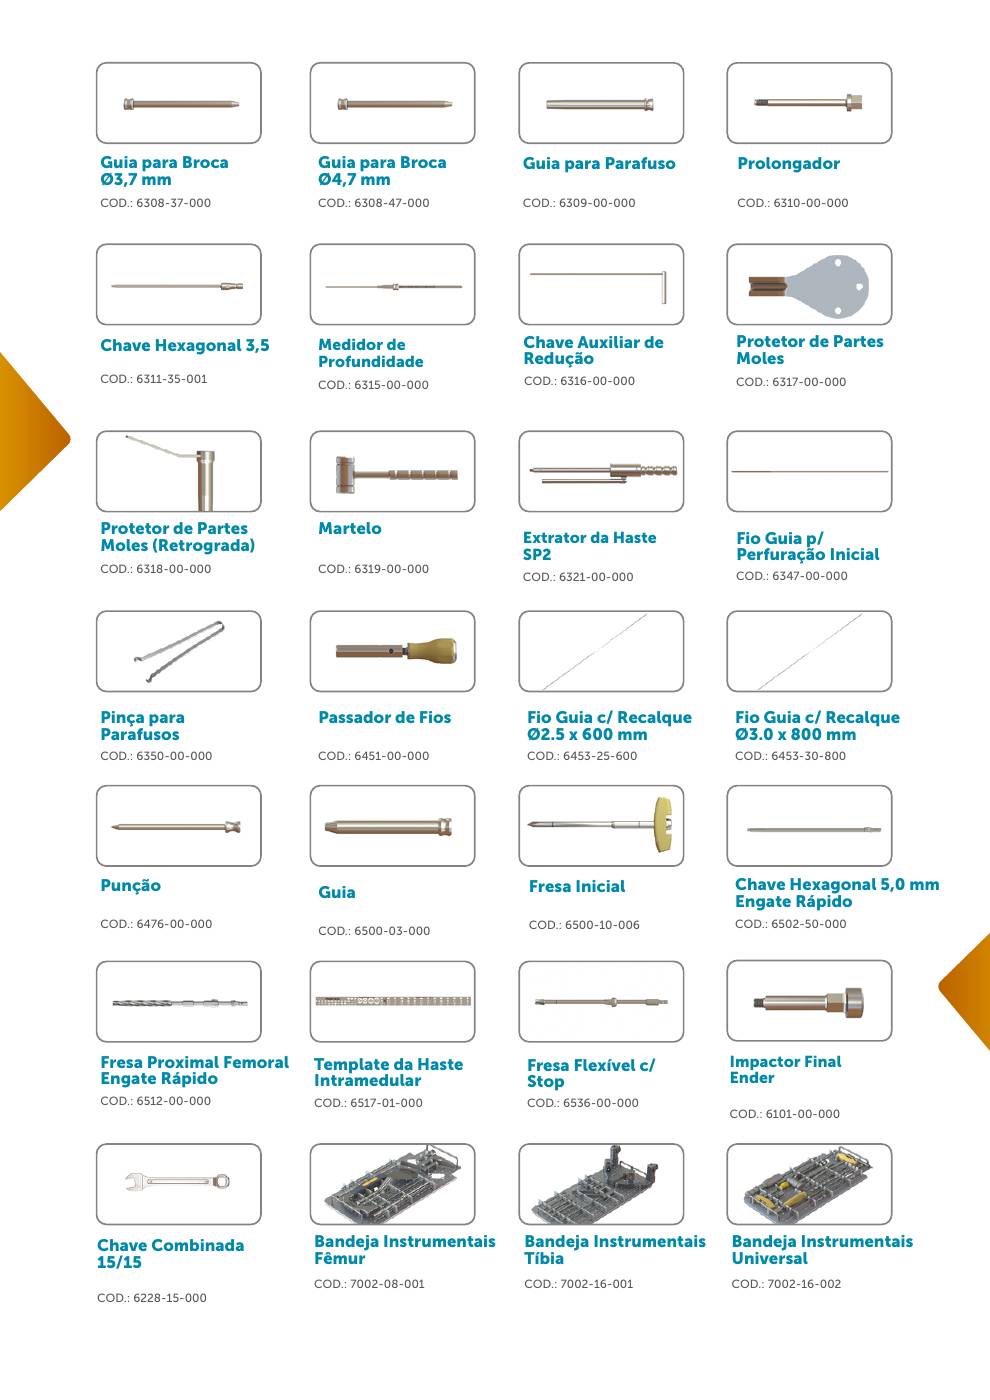 Guia para Broca
Ø3,7 mm
COD.: 6308-37-000
Guia para Broca
Ø4,7 mm
COD.: 6308-47-000
Guia para Parafuso
COD.: 6309-00-000
Prolongador
COD.: 6310-00-000
Chave Hexagonal 3,5
COD.: 6311-35-001
Medidor de
Profundidade
COD.: 6315-00-000
Chave Auxiliar de
Redução
COD.: 6316-00-000
Protetor de Partes
Moles
COD.: 6317-00-000
Protetor de Partes
Moles (Retrograda)
COD.: 6318-00-000
Martelo
COD.: 6319-00-000
Extrator da Haste
SP2
COD.: 6321-00-000
Fio Guia p/
Perfuração Inicial
COD.: 6347-00-000
Pinça para
Parafusos
COD.: 6350-00-000
Passador de Fios
COD.: 6451-00-000
Fio Guia c/ Recalque
Ø2.5 x 600 mm
COD.: 6453-25-600
Fio Guia c/ Recalque
Ø3.0 x 800 mm
COD.: 6453-30-800
Punção
COD.: 6476-00-000
Guia
COD.: 6500-03-000
Fresa Inicial
COD.: 6500-10-006
Chave Hexagonal 5,0 mm
Engate Rápido
COD.: 6502-50-000
Fresa Proximal Femoral
Engate Rápido
COD.: 6512-00-000
Template da Haste
Intramedular
COD.: 6517-01-000
Fresa Flexível c/
Stop
COD.: 6536-00-000
Impactor Final
Ender
COD.: 6101-00-000
Chave Combinada
15/15
COD.: 6228-15-000
Bandeja Instrumentais
Fêmur
COD.: 7002-08-001
Bandeja Instrumentais
Tíbia
COD.: 7002-16-001
Bandeja Instrumentais
Universal
COD.: 7002-16-002